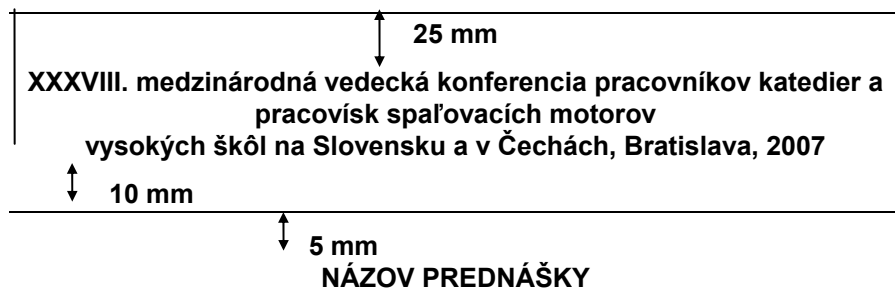 25 mm
XXXVIII. medzinárodná vedecká konferencia pracovníkov katedier a
pracovísk spaľovacích motorov
vysokých škôl na Slovensku a v Čechách, Bratislava, 2007
10 mm
5 mm
NÁZOV PREDNÁŠKY